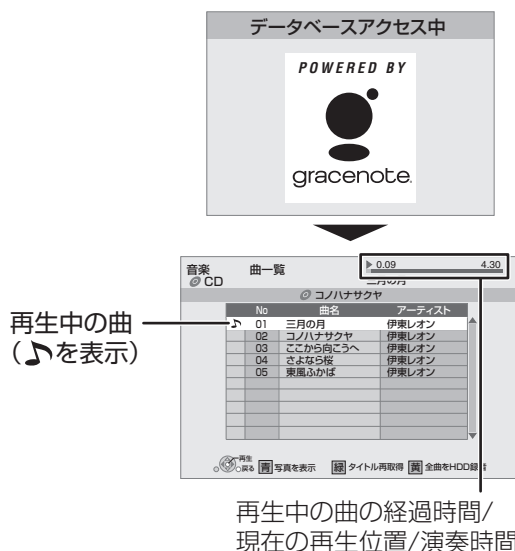 データベースアクセス中
POWERED BY
gracenote.
音楽 曲一覧 0.09 4.30
CD 三月の月
コノハナサクヤ
No 曲名 アーティスト
01 三月の月 伊東レオン
02 コノハナサクヤ 伊東レオン
03 ここから向こうへ 伊東レオン
04 さよなら桜 伊東レオン
05 東風ふかば 伊東レオン
再生中の曲
(♪を表示)
再生
戻る 青 写真を表示 緑 タイトル再取得 黄 全曲をHDD録音
再生中の曲の経過時間/
現在の再生位置/演奏時間